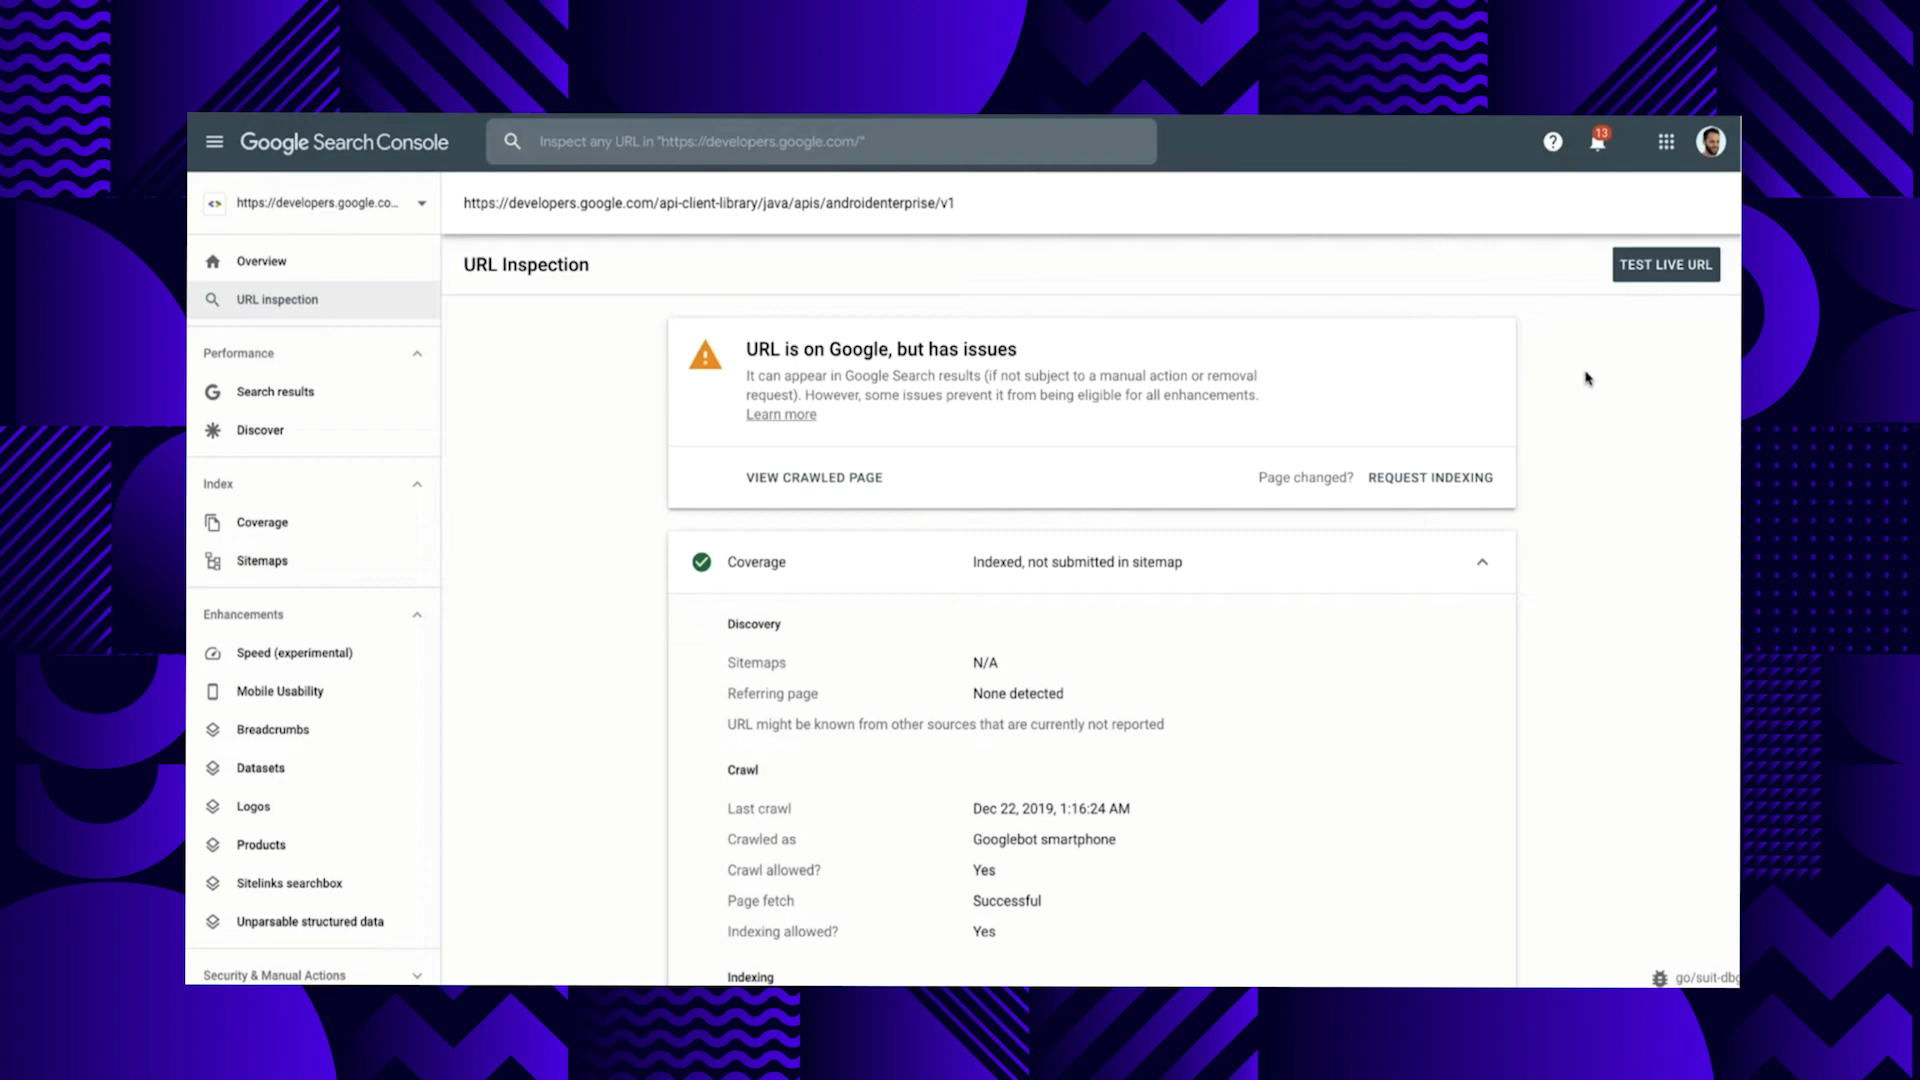 Google Search Console
Inspect any URL in "https://developers.google.com/"
13
https://developers.google.co...
https://developers.google.com/api-client-library/java/apis/androidenterprise/v1
Overview
URL inspection
Performance
Search results
Discover
Index
Coverage
Sitemaps
Enhancements
Speed (experimental)
Mobile Usability
Breadcrumbs
Datasets
Logos
Products
Sitelinks searchbox
Unparsable structured data
Security & Manual Actions
URL Inspection
TEST LIVE URL
URL is on Google, but has issues
It can appear in Google Search results (if not subject to a manual action or removal
request). However, some issues prevent it from being eligible for all enhancements.
Learn more
VIEW CRAWLED PAGE
Page changed? REQUEST INDEXING
Coverage Indexed, not submitted in sitemap
Discovery
Sitemaps N/A
Referring page None detected
URL might be known from other sources that are currently not reported
Crawl
Last crawl Dec 22, 2019, 1:16:24 AM
Crawled as Googlebot smartphone
Crawl allowed? Yes
Page fetch Successful
Indexing allowed? Yes
Indexing
go/suit-dbg